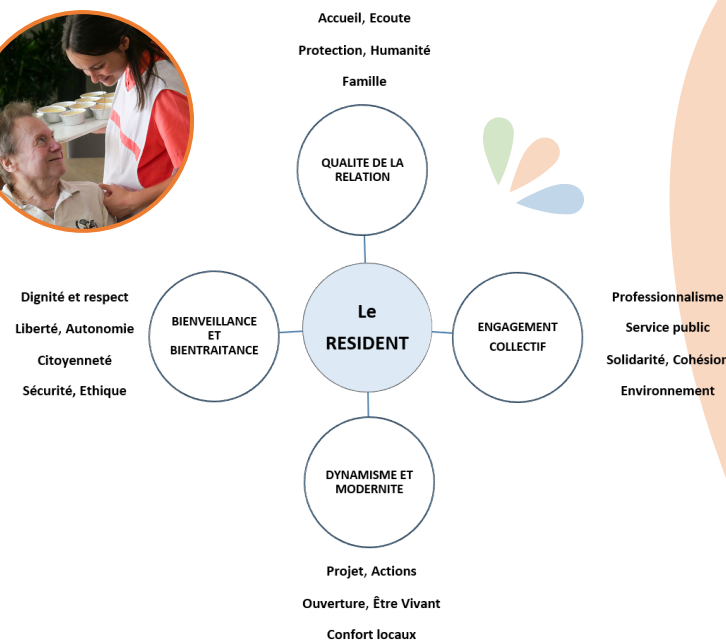 Accueil, Ecoute
Protection, Humanité
Famille
QUALITE DE LA
RELATION
Dignité et respect
Liberté, Autonomie
Citoyenneté
Sécurité, Ethique
BIENVEILLANCE
ET
BIENTRAITANCE
Le
RESIDENT
ENGAGEMENT
COLLECTIF
Professionnalisme
Service public
Solidarité, Cohésion
Environnement
DYNAMISME ET
MODERNITE
Projet, Actions
Ouverture, Être Vivant
Confort locaux